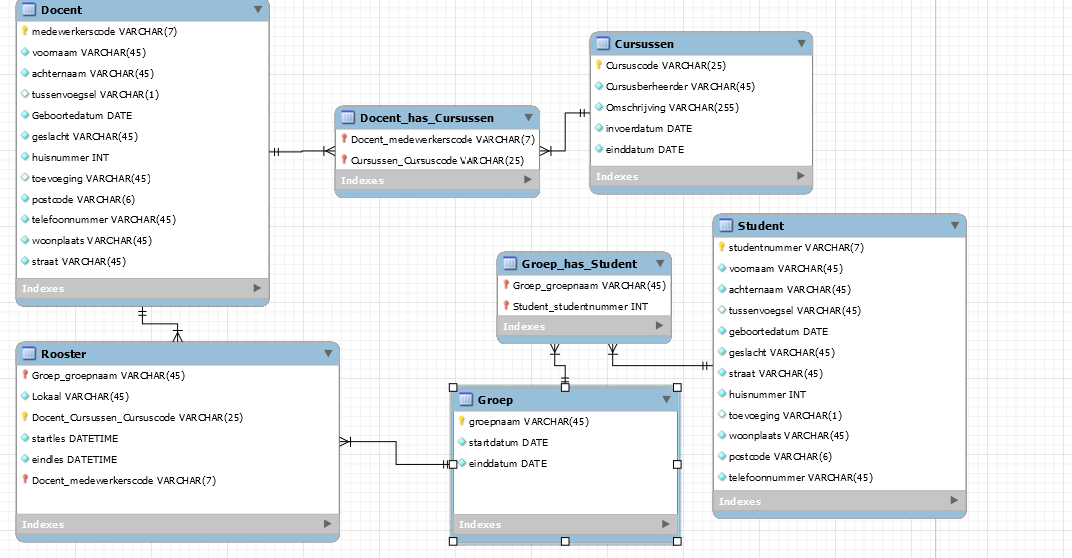 Docent
medewerkerscode VARCHAR(7)
voornaam VARCHAR(45)
achternaam VARCHAR(45)
tussenvoegsel VARCHAR(1)
Geboortedatum DATE
geslacht VARCHAR(45)
huisnummer INT
toevoeging VARCHAR(45)
postcode VARCHAR(6)
telefoonnummer VARCHAR(45)
woonplaats VARCHAR(45)
straat VARCHAR(45)
Indexes
Docent_has_Cursussen
Docent_medewerkerscode VARCHAR(7)
Cursussen_Cursuscode VARCHAR(25)
Indexes
Cursussen
Cursuscode VARCHAR(25)
Cursusberheerder VARCHAR(45)
Omschrijving VARCHAR(255)
invoerdatum DATE
einddatum DATE
Indexes
Groep_has_Student
Groep_groepnaam VARCHAR(45)
Student_studentnummer INT
Indexes
Student
studentnummer VARCHAR(7)
voornaam VARCHAR(45)
achternaam VARCHAR(45)
tussenvoegsel VARCHAR(45)
geboortedatum DATE
geslacht VARCHAR(45)
straat VARCHAR(45)
huisnummer INT
toevoeging VARCHAR(1)
woonplaats VARCHAR(45)
postcode VARCHAR(6)
telefoonnummer VARCHAR(45)
Indexes
Rooster
Groep_groepnaam VARCHAR(45)
Lokaal VARCHAR(45)
Docent_Cursussen_Cursuscode VARCHAR(25)
startles DATETIME
eindles DATETIME
Docent_medewerkerscode VARCHAR(7)
Indexes
Groep
groepnaam VARCHAR(45)
startdatum DATE
einddatum DATE
Indexes